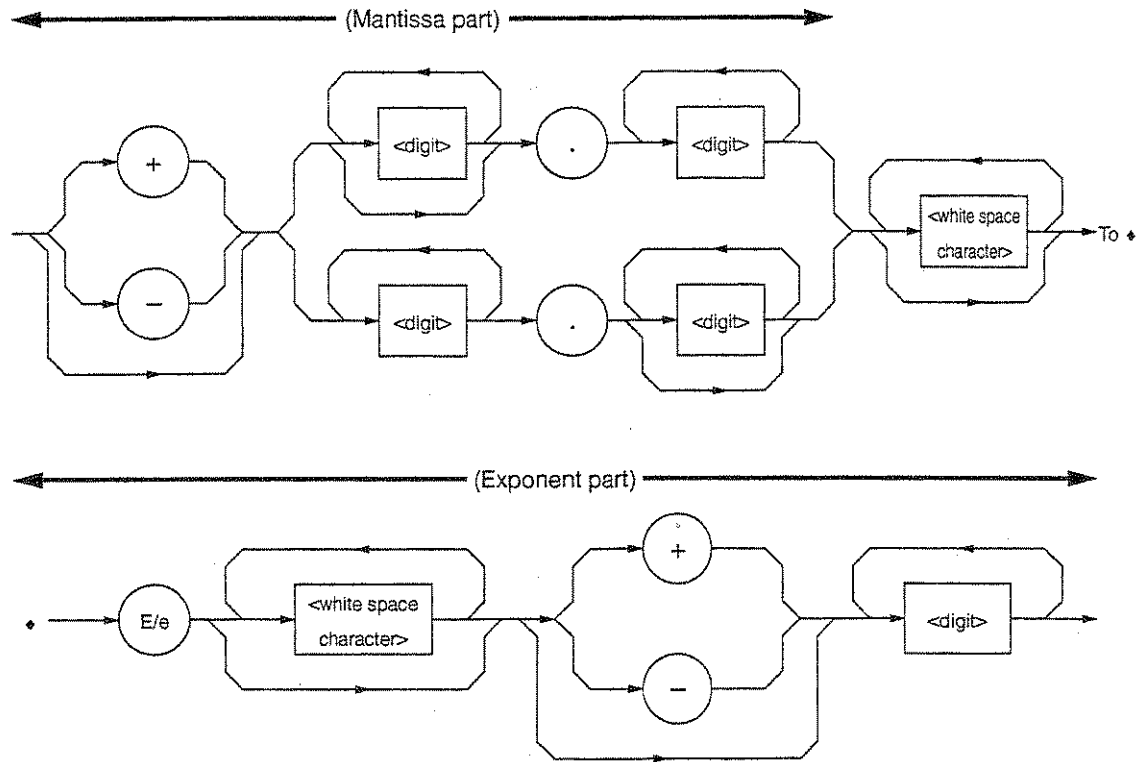 (Mantissa part)
<digit>
.
<digit>
+
<white space
character>
To ♦
−
<digit>
.
<digit>
(Exponent part)
+
♦
E/e
<white space
character>
<digit>
−